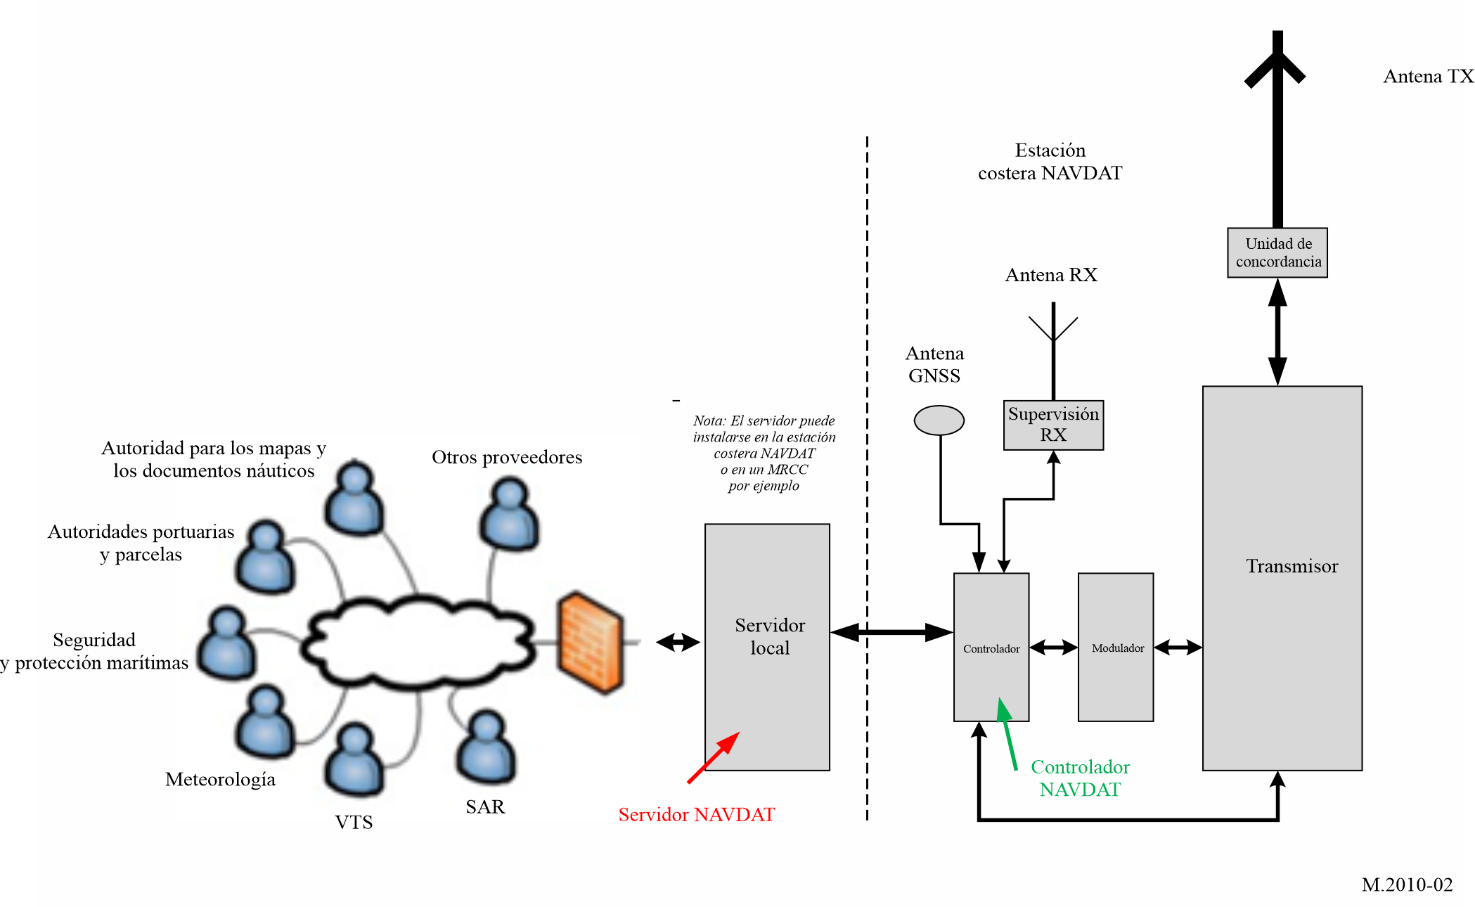 Antena TX
Estación
costera NAVDAT
Unidad de
concordancia
Antena RX
Antena
GNSS
Supervisión
RX
Nota: El servidor puede
instalarse en la estación
costera NAVDAT
o en un MRCC
por ejemplo
Autoridad para los mapas y
los documentos náuticos
Otros proveedores
Autoridades portuarias
y parcelas
Seguridad
y protección marítimas
Meteorología
VTS
SAR
Servidor
local
Servidor NAVDAT
Controlador
Modulador
Transmisor
Controlador
NAVDAT
M.2010-02